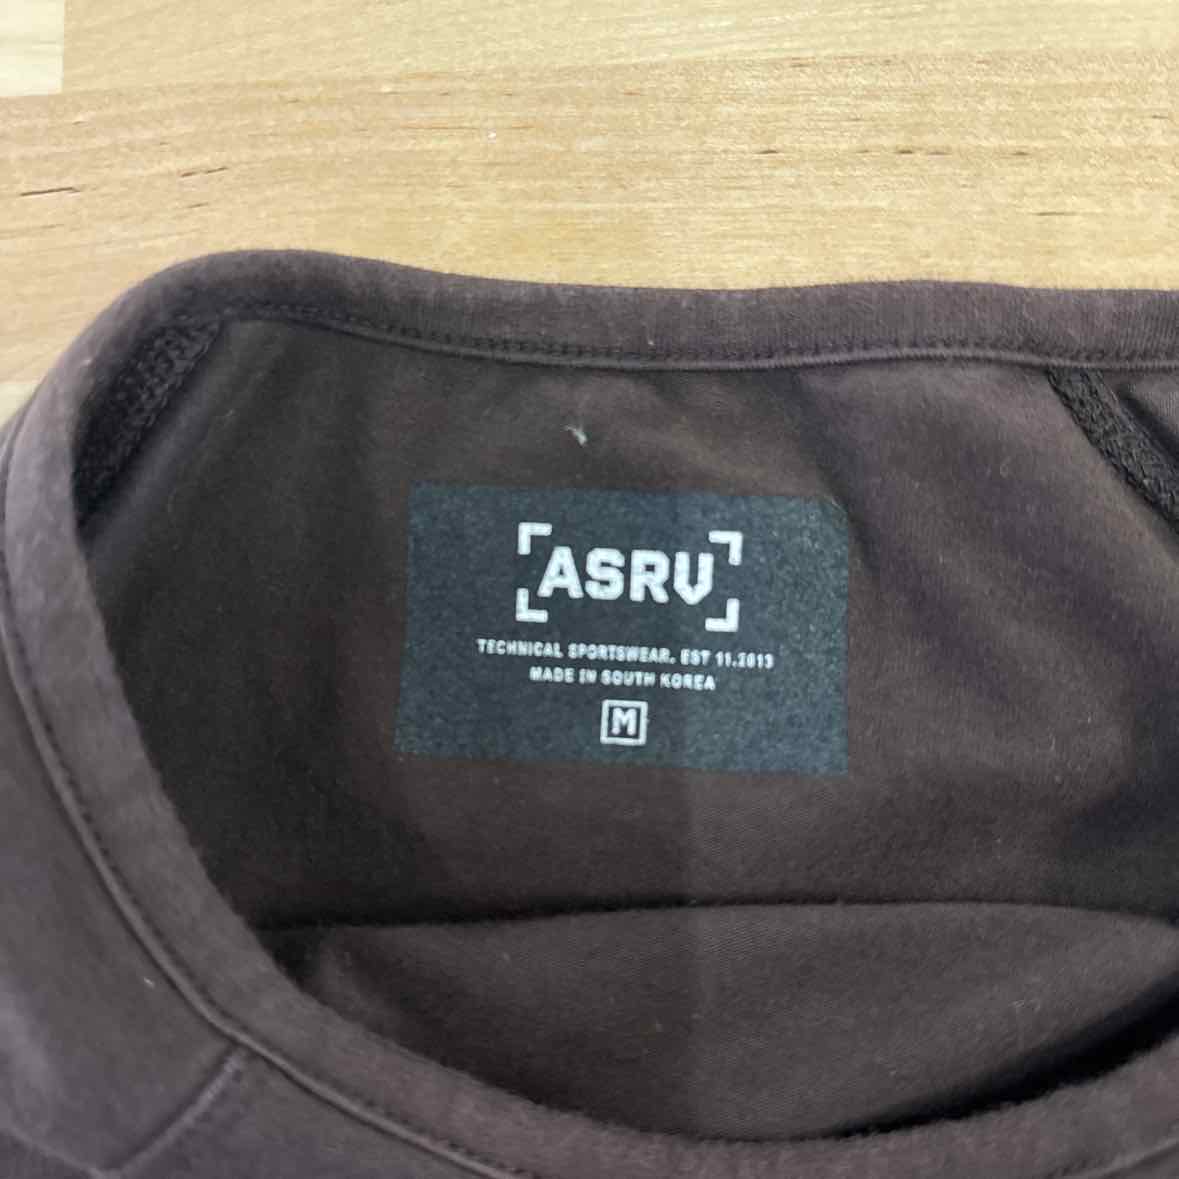 ASRV
TECHNICAL SPORTSWEAR. EST 11.2013
MADE IN SOUTH KOREA
M